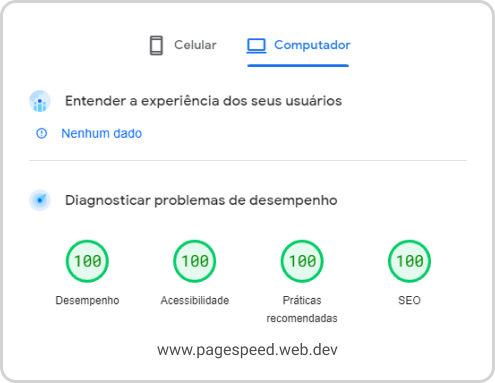 Celular Computador
Entender a experiência dos seus usuários
Nenhum dado
Diagnosticar problemas de desempenho
100 100 100 100
Desempenho Acessibilidade Práticas recomendadas SEO
www.pagespeed.web.dev